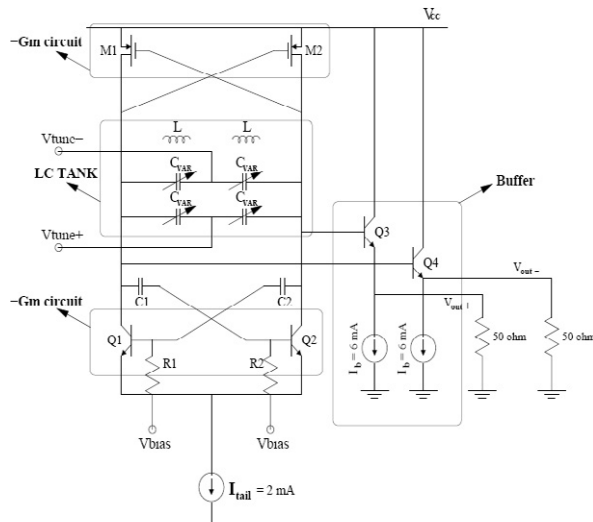 Vcc
−Gm circuit
M1
M2
L
L
Vtune−
LC TANK
CVAR
CVAR
CVAR
CVAR
Vtune+
Buffer
Q3
Q4
Vout −
Vout +
C1
C2
−Gm circuit
Q1
Q2
R1
R2
Ib = 6 mA
Ib = 6 mA
50 ohm
50 ohm
Vbias
Vbias
Itail = 2 mA